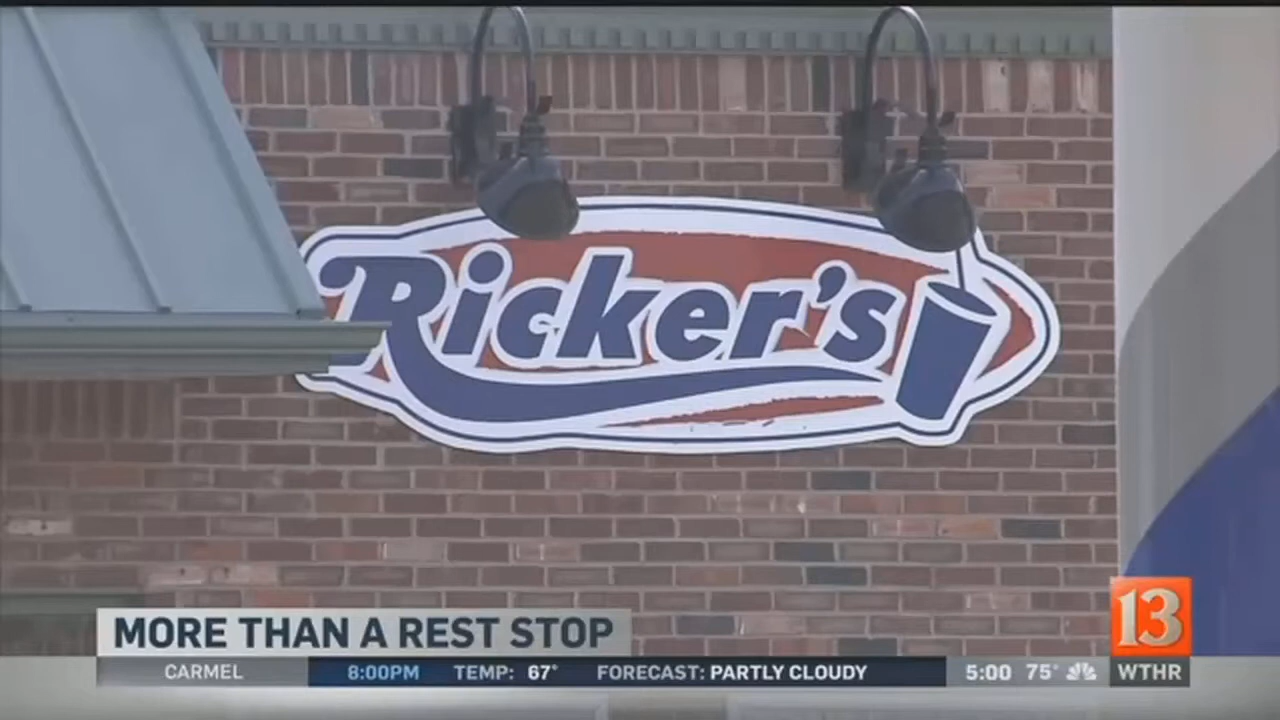 Ricker's
MORE THAN A REST STOP
13
CARMEL 8:00PM TEMP: 67° FORECAST: PARTLY CLOUDY 5:00 75° WTHR